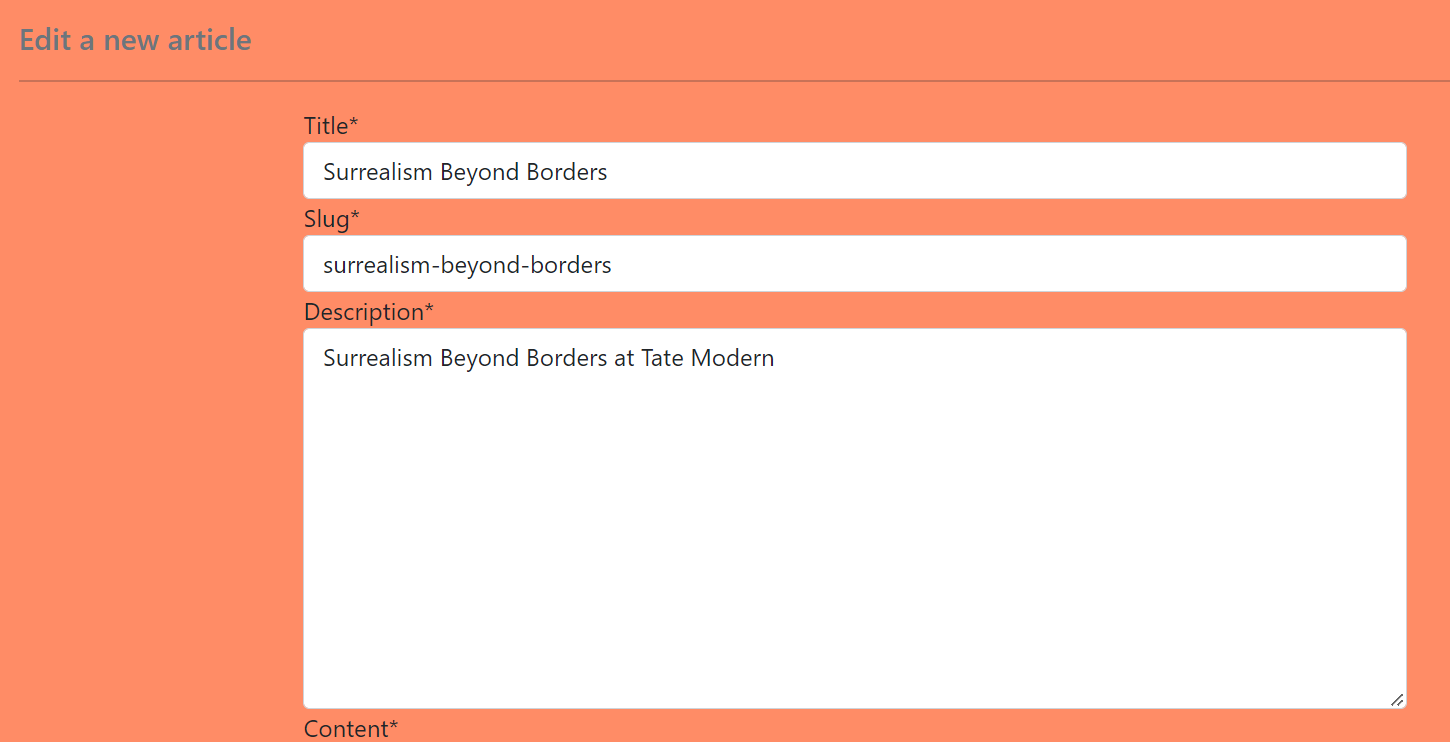 Edit a new article
Title*
Surrealism Beyond Borders
Slug*
surrealism-beyond-borders
Description*
Surrealism Beyond Borders at Tate Modern
Content*